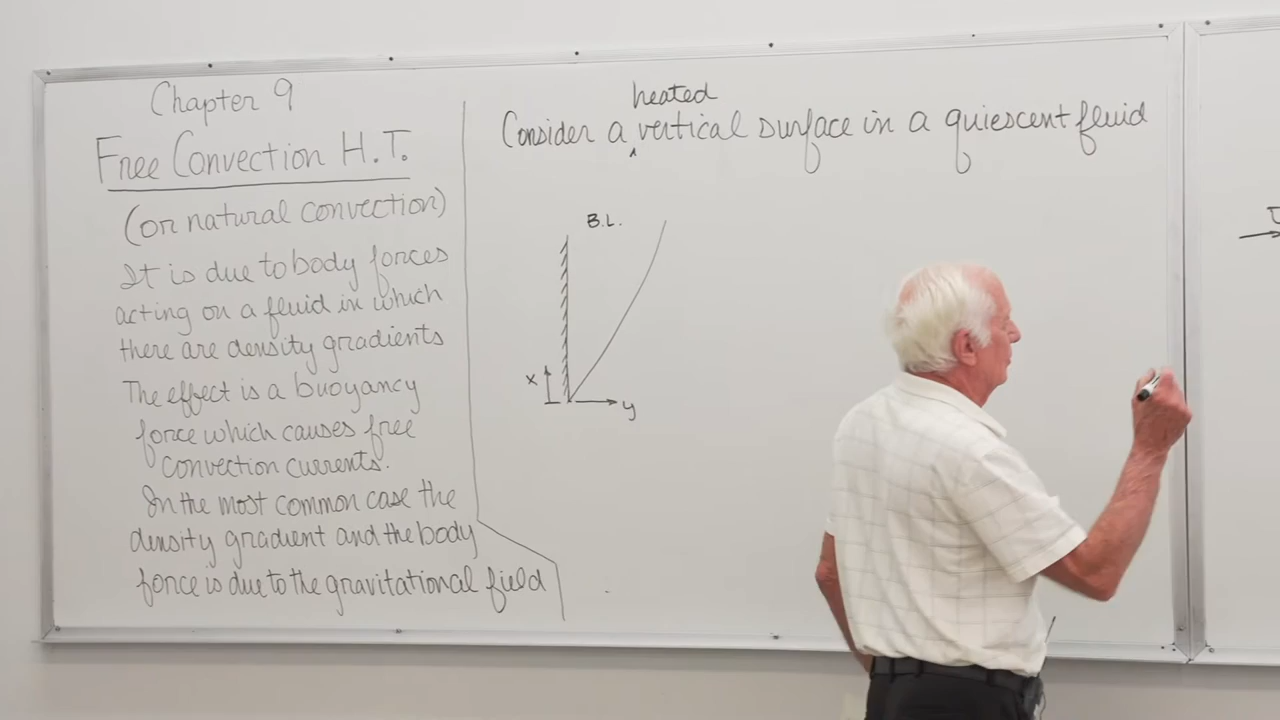 Chapter 9
Free Convection H.T.
(or natural convection)
It is due to body forces
acting on a fluid in which
there are density gradients
The effect is a buoyancy
force which causes free
convection currents.
In the most common case the
density gradient and the body
force is due to the gravitational field
heated
Consider a vertical surface in a quiescent fluid
B.L.
x
y